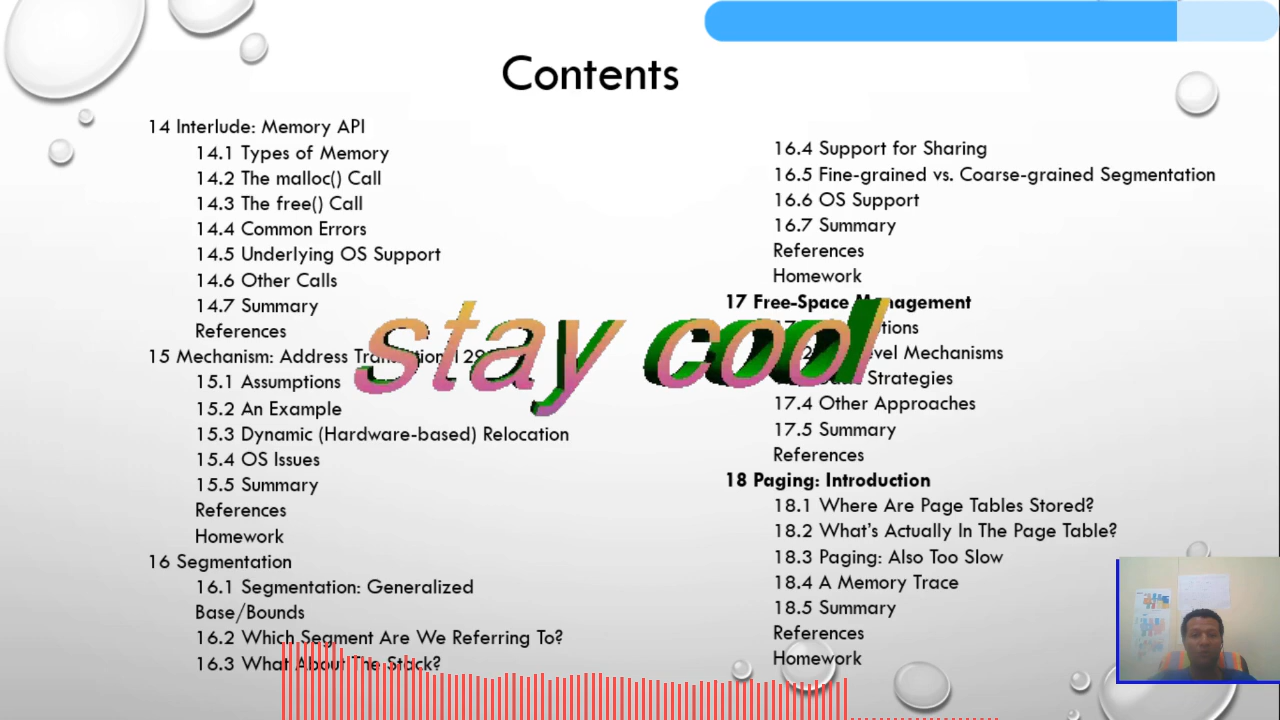 Contents
14 Interlude: Memory API
14.1 Types of Memory
14.2 The malloc() Call
14.3 The free() Call
14.4 Common Errors
14.5 Underlying OS Support
14.6 Other Calls
14.7 Summary
References
15 Mechanism: Address
15.1 Assumptions
15.2 An Example
15.3 Dynamic (Hardware-based) Relocation
15.4 OS Issues
15.5 Summary
References
Homework
16 Segmentation
16.1 Segmentation: Generalized
Base/Bounds
16.2 Which Segment Are We Referring To?
16.3 What About The Stack?
16.4 Support for Sharing
16.5 Fine-grained vs. Coarse-grained Segmentation
16.6 OS Support
16.7 Summary
References
Homework
17 Free-Space Management
Mechanisms
Strategies
17.4 Other Approaches
17.5 Summary
References
18 Paging: Introduction
18.1 Where Are Page Tables Stored?
18.2 What's Actually In The Page Table?
18.3 Paging: Also Too Slow
18.4 A Memory Trace
18.5 Summary
References
Homework
stay cool